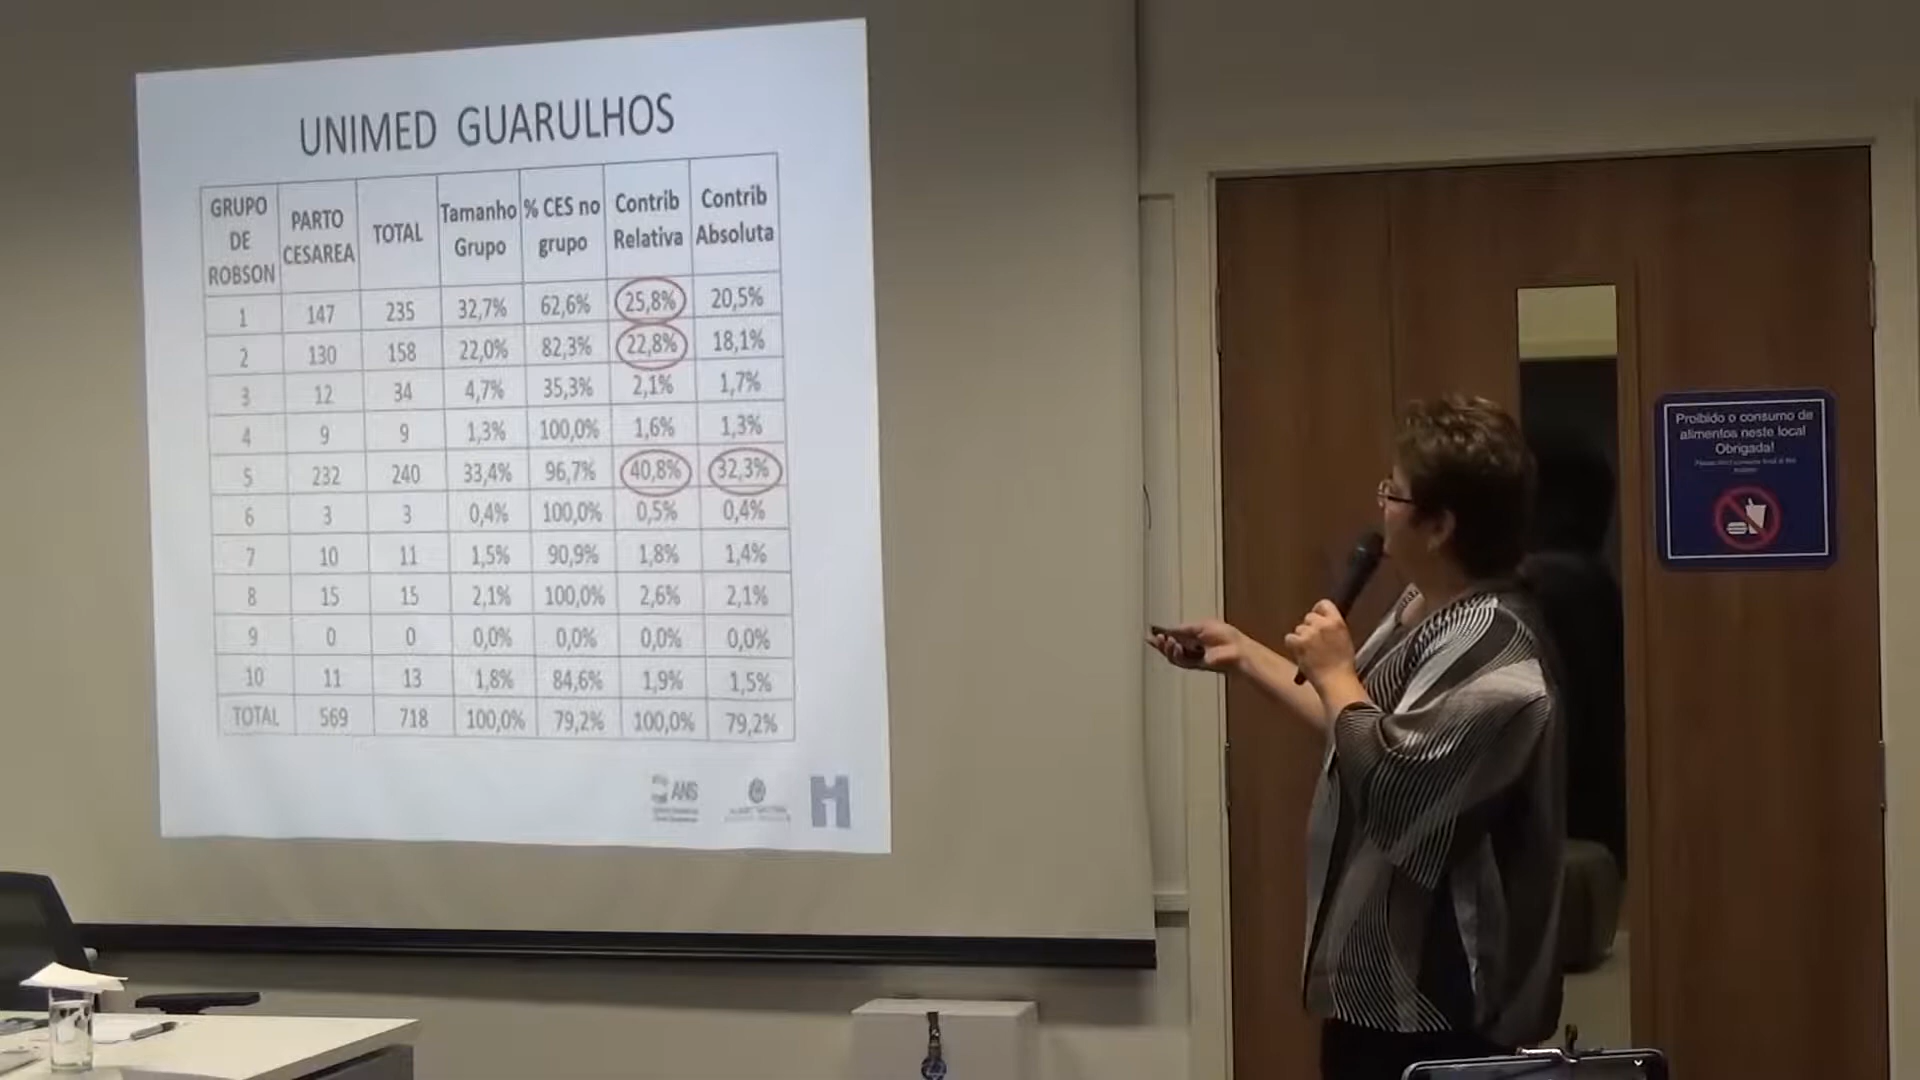 UNIMED GUARULHOS
GRUPO DE ROBSON PARTO CESAREA TOTAL Tamanho Grupo % CES no grupo Contrib Relativa Contrib Absoluta
1 147 235 32,7% 62,6% 25,8% 20,5%
2 130 158 22,0% 82,3% 22,8% 18,1%
3 12 34 4,7% 35,3% 2,1% 1,7%
4 9 9 1,3% 100,0% 1,6% 1,3%
5 232 240 33,4% 96,7% 40,8% 32,3%
6 3 3 0,4% 100,0% 0,5% 0,4%
7 10 11 1,5% 90,9% 1,8% 1,4%
8 15 15 2,1% 100,0% 2,6% 2,1%
9 0 0 0,0% 0,0% 0,0% 0,0%
10 11 13 1,8% 84,6% 1,9% 1,5%
TOTAL 569 718 100,0% 79,2% 100,0% 79,2%
ANS
Proibido o consumo de
alimentos neste local
Obrigada!